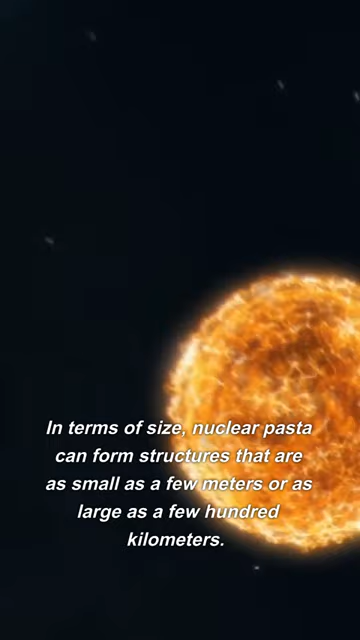 In terms of size, nuclear pasta
can form structures that are
as small as a few meters or as
large as a few hundred
kilometers.